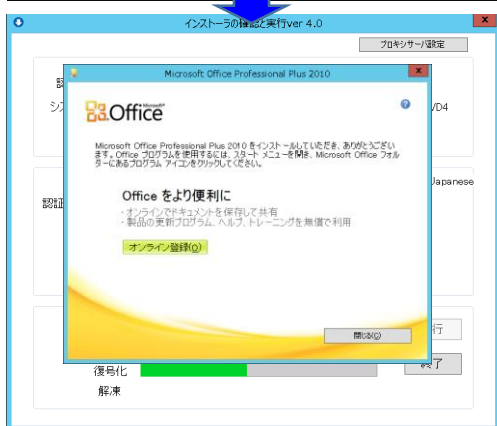 インストーラの確認と実行ver 4.0
x
プロキシサーバ設定
Microsoft Office Professional Plus 2010
x
シス
Office
Microsoft
?
VD4
Microsoft Office Professional Plus 2010 をインストールしていただき、ありがとうござい
ます。Office プログラムを使用するには、スタート メニューを開き、Microsoft Office フォル
ダーにあるプログラム アイコンをクリックしてください。
Japanese
認証
Office をより便利に
・オンラインでドキュメントを保存して共有
・製品の更新プログラム、ヘルプ、トレーニングを無償で利用
オンライン登録(O)
閉じる(C)
行
復号化
終了
解凍